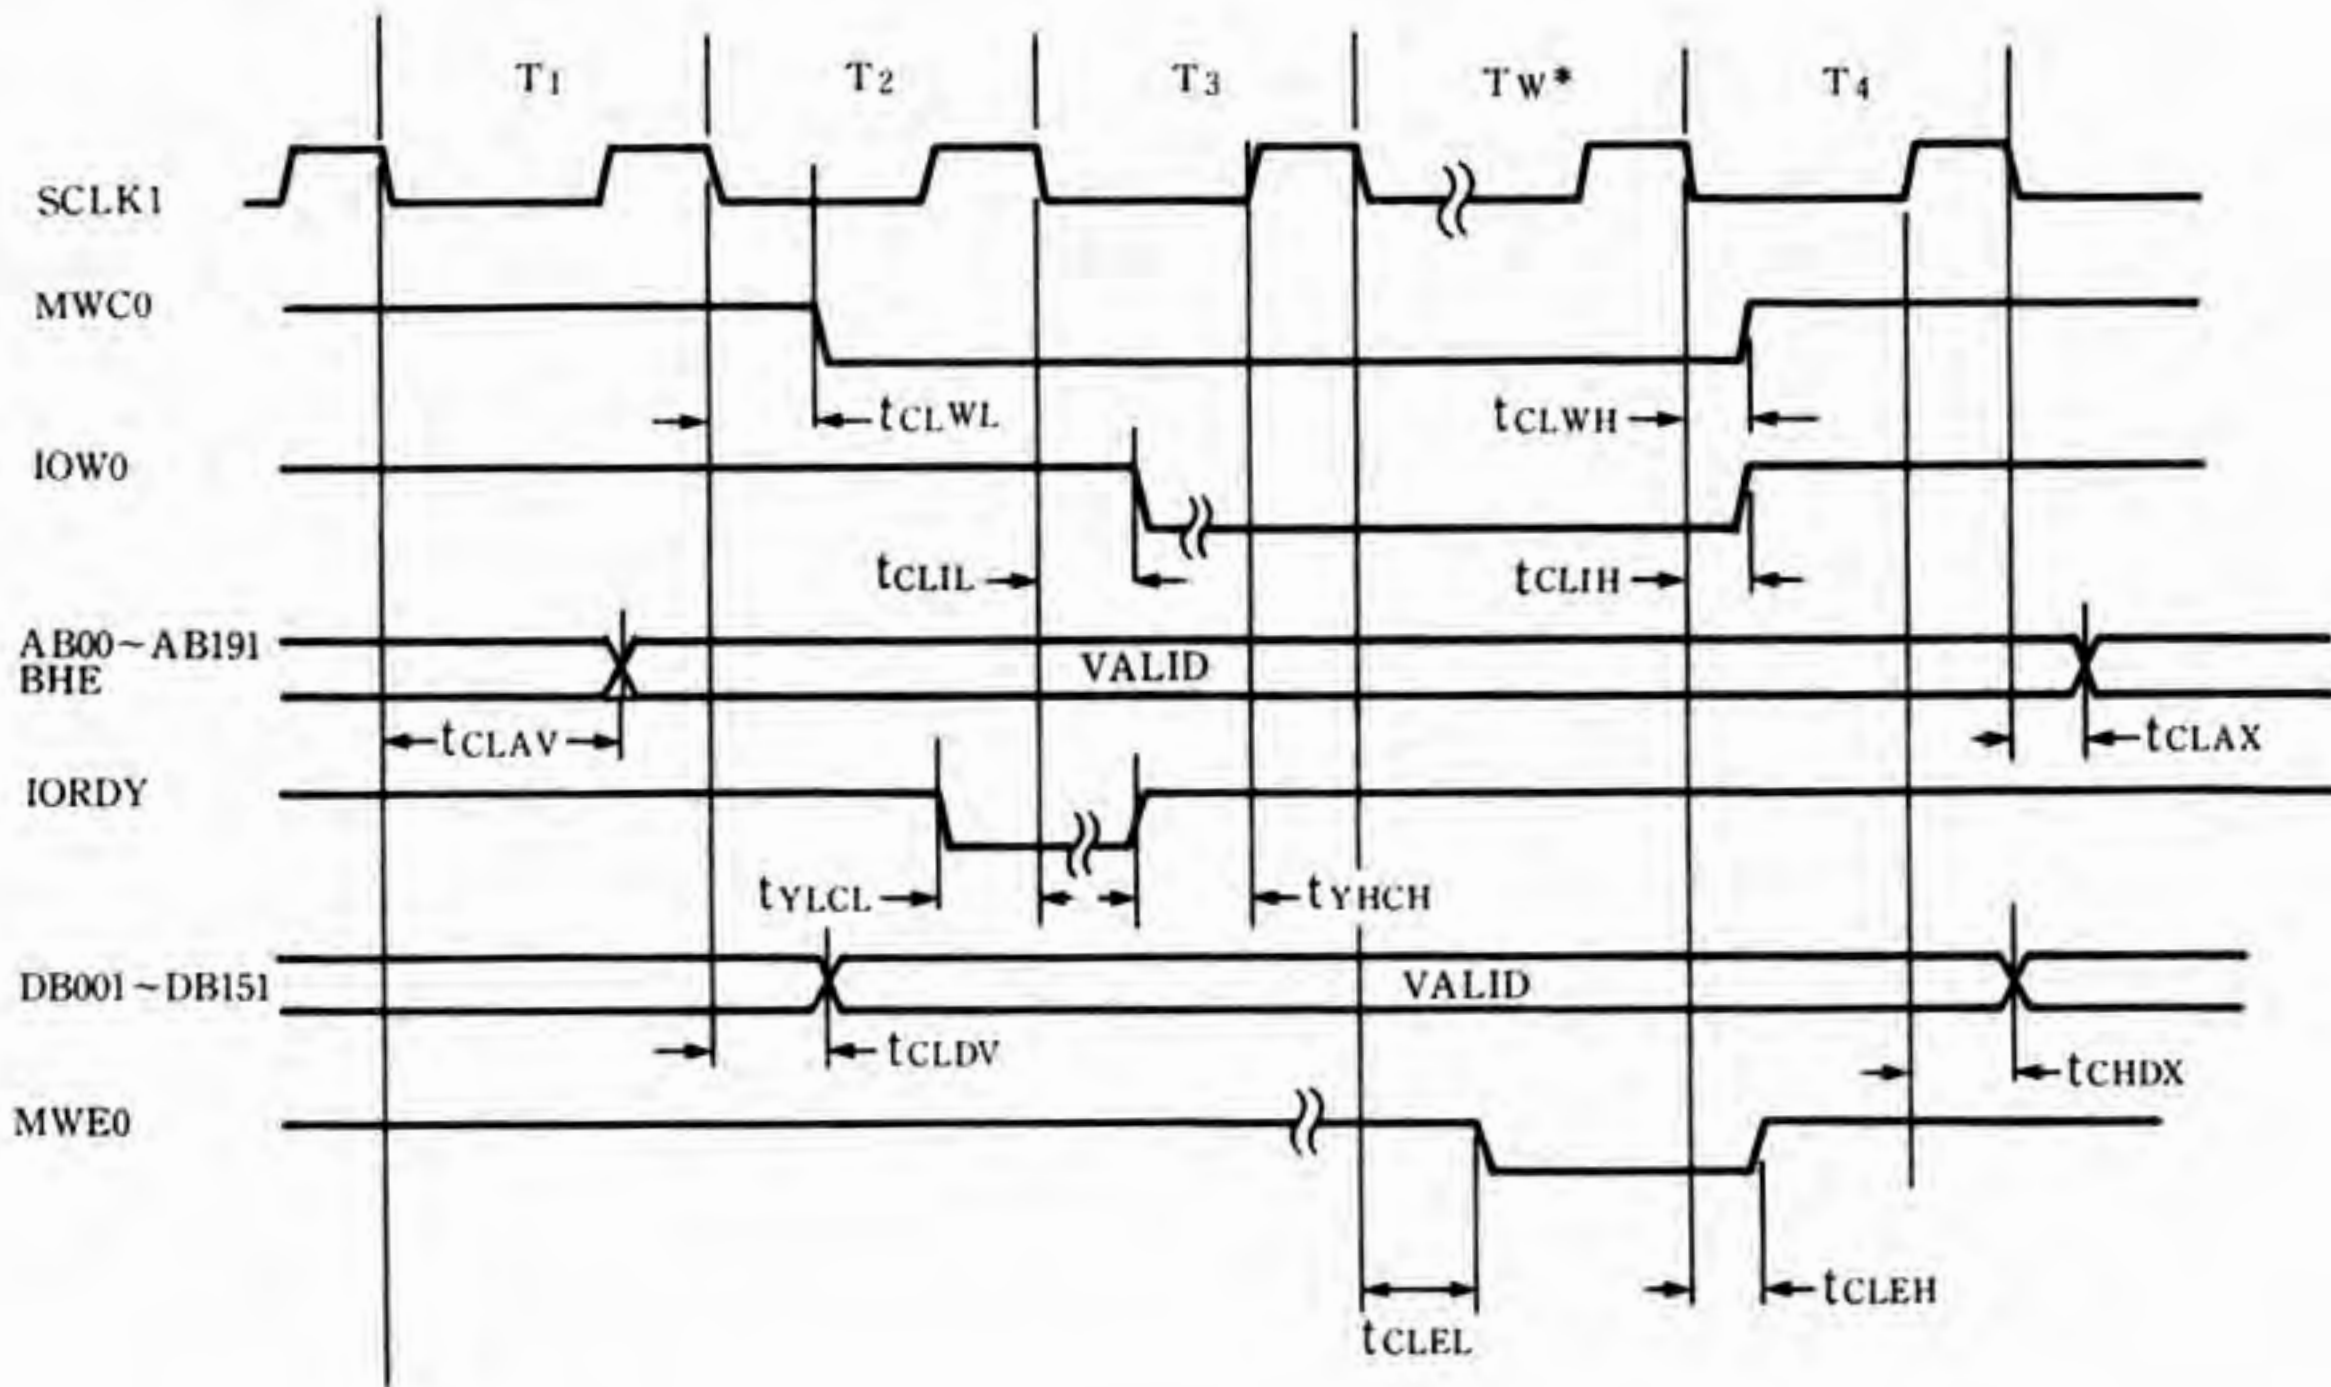 T1 T2 T3 TW* T4
SCLK1
MWC0
tCLWL tCLWH
IOW0
tCLIL tCLIH
AB00~AB191
BHE
VALID
tCLAV tCLAX
IORDY
tYLCL tYHCH
DB001~DB151
VALID
tCLDV tCHDX
MWE0
tCLEH
tCLEL